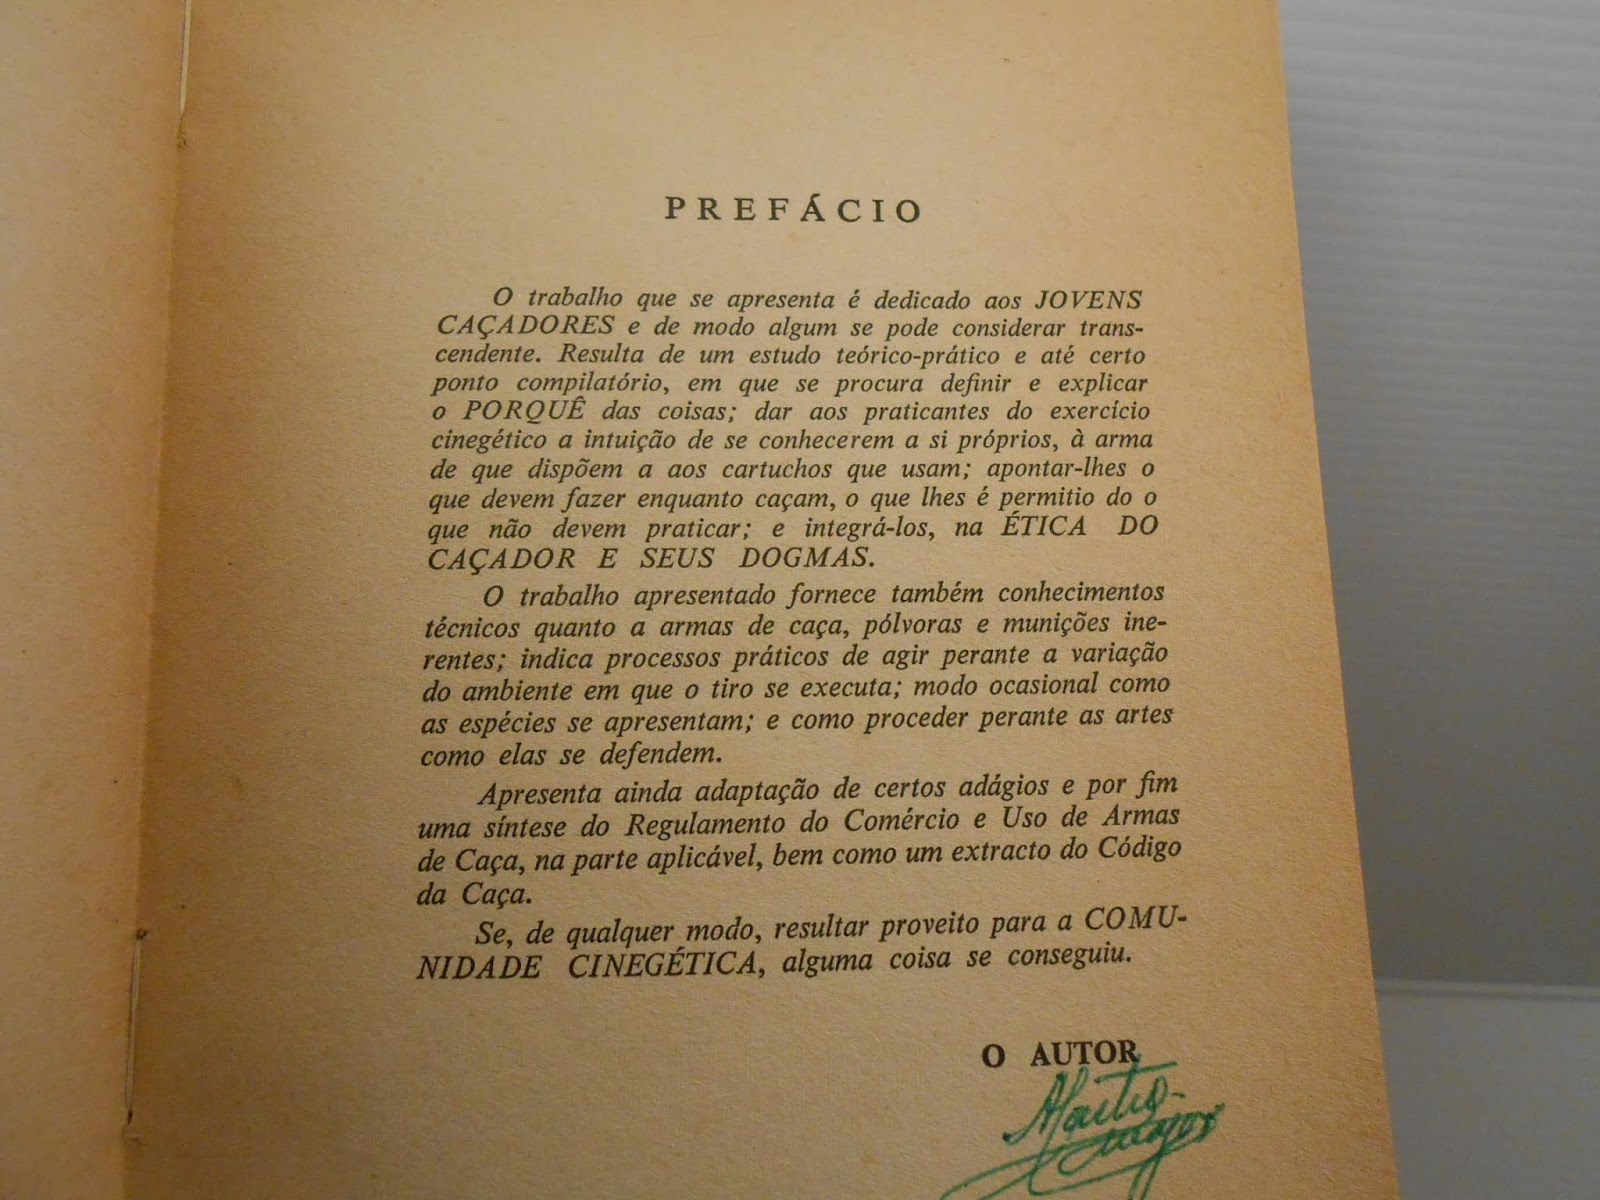 PREFÁCIO
O trabalho que se apresenta é dedicado aos JOVENS
CAÇADORES e de modo algum se pode considerar trans-
cendente. Resulta de um estudo teórico-prático e até certo
ponto compilatório, em que se procura definir e explicar
o PORQUÊ das coisas; dar aos praticantes do exercício
cinegético a intuição de se conhecerem a si próprios, à arma
de que dispõem a aos cartuchos que usam; apontar-lhes o
que devem fazer enquanto caçam, o que lhes é permitio do o
que não devem praticar; e integrá-los, na ÉTICA DO
CAÇADOR E SEUS DOGMAS.
O trabalho apresentado fornece também conhecimentos
técnicos quanto a armas de caça, pólvoras e munições ine-
rentes; indica processos práticos de agir perante a variação
do ambiente em que o tiro se executa; modo ocasional como
as espécies se apresentam; e como proceder perante as artes
como elas se defendem.
Apresenta ainda adaptação de certos adágios e por fim
uma síntese do Regulamento do Comércio e Uso de Armas
de Caça, na parte aplicável, bem como um extracto do Código
da Caça.
Se, de qualquer modo, resultar proveito para a COMU-
NIDADE CINEGÉTICA, alguma coisa se conseguiu.
O AUTOR